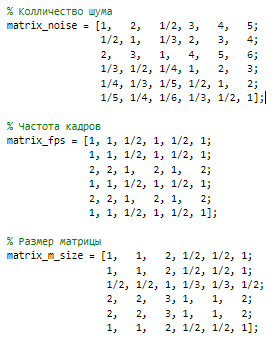 % Колличество шума
matrix_noise = [1, 2, 1/2, 3, 4, 5;
1/2, 1, 1/3, 2, 3, 4;
2, 3, 1, 4, 5, 6;
1/3, 1/2, 1/4, 1, 2, 3;
1/4, 1/3, 1/5, 1/2, 1, 2;
1/5, 1/4, 1/6, 1/3, 1/2, 1];
% Частота кадров
matrix_fps = [1, 1, 1/2, 1, 1/2, 1;
1, 1, 1/2, 1, 1/2, 1;
2, 2, 1, 2, 1, 2;
1, 1, 1/2, 1, 1/2, 1;
2, 2, 1, 2, 1, 2;
1, 1, 1/2, 1, 1/2, 1];
% Размер матрицы
matrix_m_size = [1, 1, 2, 1/2, 1/2, 1;
1, 1, 2, 1/2, 1/2, 1;
1/2, 1/2, 1, 1/3, 1/3, 1/2;
2, 2, 3, 1, 1, 2;
2, 2, 3, 1, 1, 2;
1, 1, 2, 1/2, 1/2, 1];